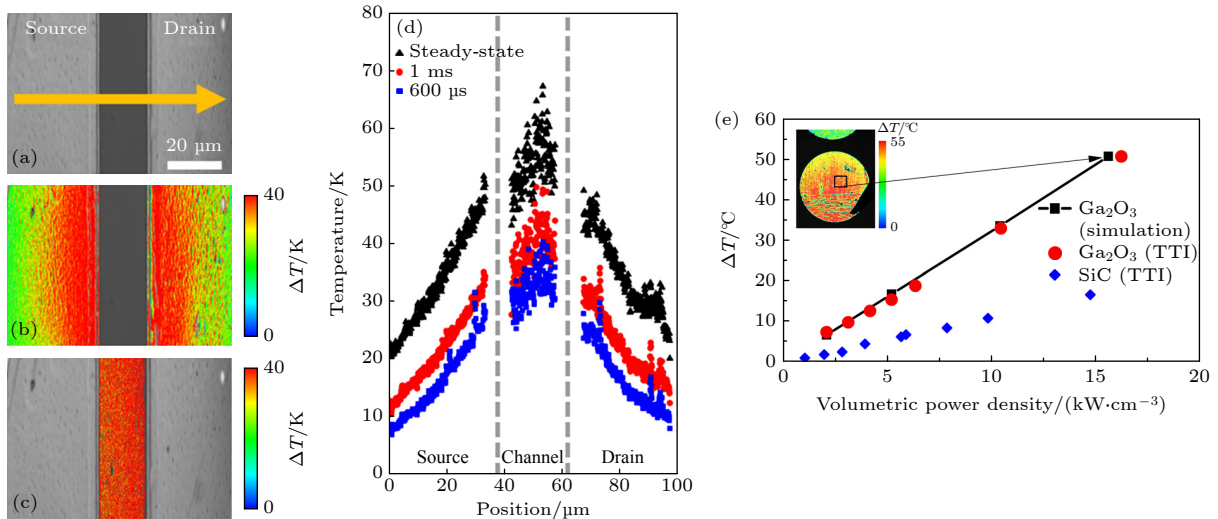 Source
Drain
20 µm
(a)
40
ΔT/K
0
(b)
40
ΔT/K
0
(c)
(d)
Steady-state
1 ms
600 µs
80
70
60
50
40
30
20
10
0
Temperature/K
Source
Channel
Drain
0
20
40
60
80
100
Position/µm
(e)
60
50
40
30
20
10
0
ΔT/℃
ΔT/℃
55
0
Ga₂O₃
(simulation)
Ga₂O₃ (TTI)
SiC (TTI)
0
5
10
15
20
Volumetric power density/(kW·cm⁻³)